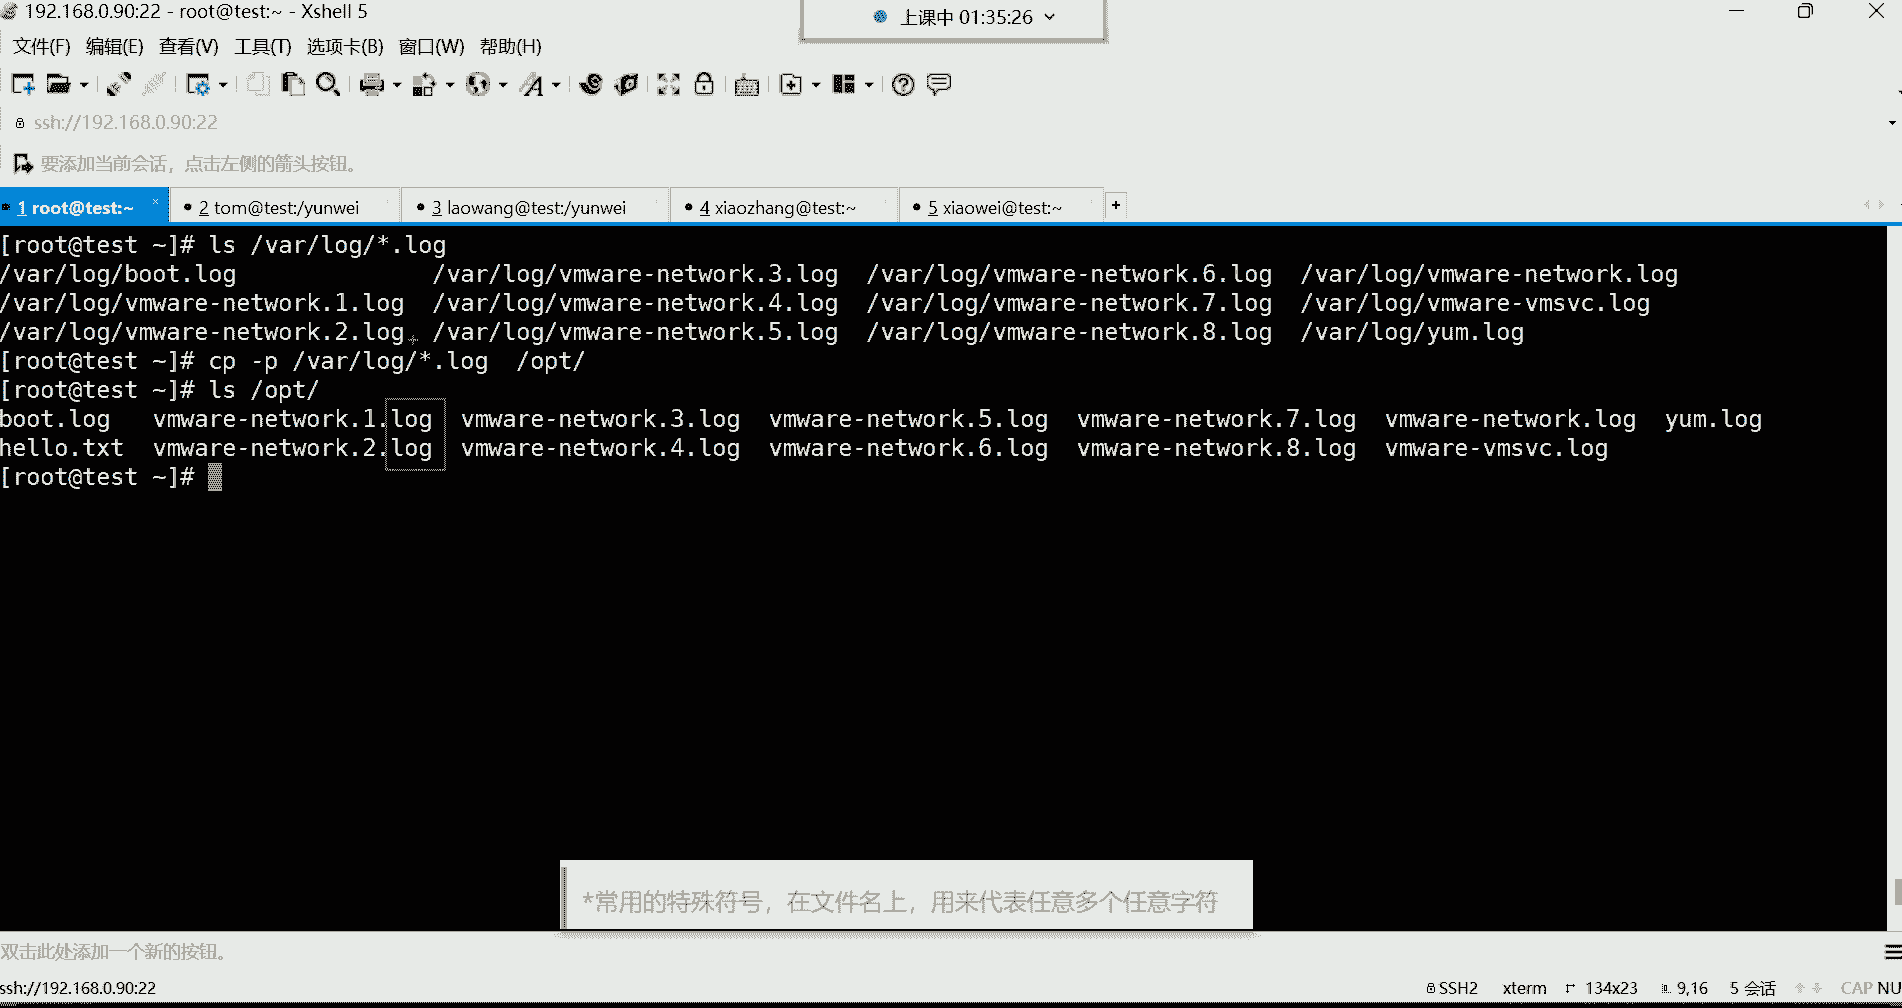 192.168.0.90:22 - root@test:~ - Xshell 5
上课中 01:35:26
文件(F) 编辑(E) 查看(V) 工具(T) 选项卡(B) 窗口(W) 帮助(H)
ssh://192.168.0.90:22
要添加当前会话，点击左侧的箭头按钮。
1 root@test:~ × 2 tom@test:/yunwei 3 laowang@test:/yunwei 4 xiaozhang@test:~ 5 xiaowei@test:~ +
[root@test ~]# ls /var/log/*.log
/var/log/boot.log /var/log/vmware-network.3.log /var/log/vmware-network.6.log /var/log/vmware-network.log
/var/log/vmware-network.1.log /var/log/vmware-network.4.log /var/log/vmware-network.7.log /var/log/vmware-vmsvc.log
/var/log/vmware-network.2.log /var/log/vmware-network.5.log /var/log/vmware-network.8.log /var/log/yum.log
[root@test ~]# cp -p /var/log/*.log /opt/
[root@test ~]# ls /opt/
boot.log vmware-network.1.log vmware-network.3.log vmware-network.5.log vmware-network.7.log vmware-network.log yum.log
hello.txt vmware-network.2.log vmware-network.4.log vmware-network.6.log vmware-network.8.log vmware-vmsvc.log
[root@test ~]#
*常用的特殊符号，在文件名上，用来代表任意多个任意字符
双击此处添加一个新的按钮。
ssh://192.168.0.90:22 SSH2 xterm 134x23 9,16 5 会话 CAP NU